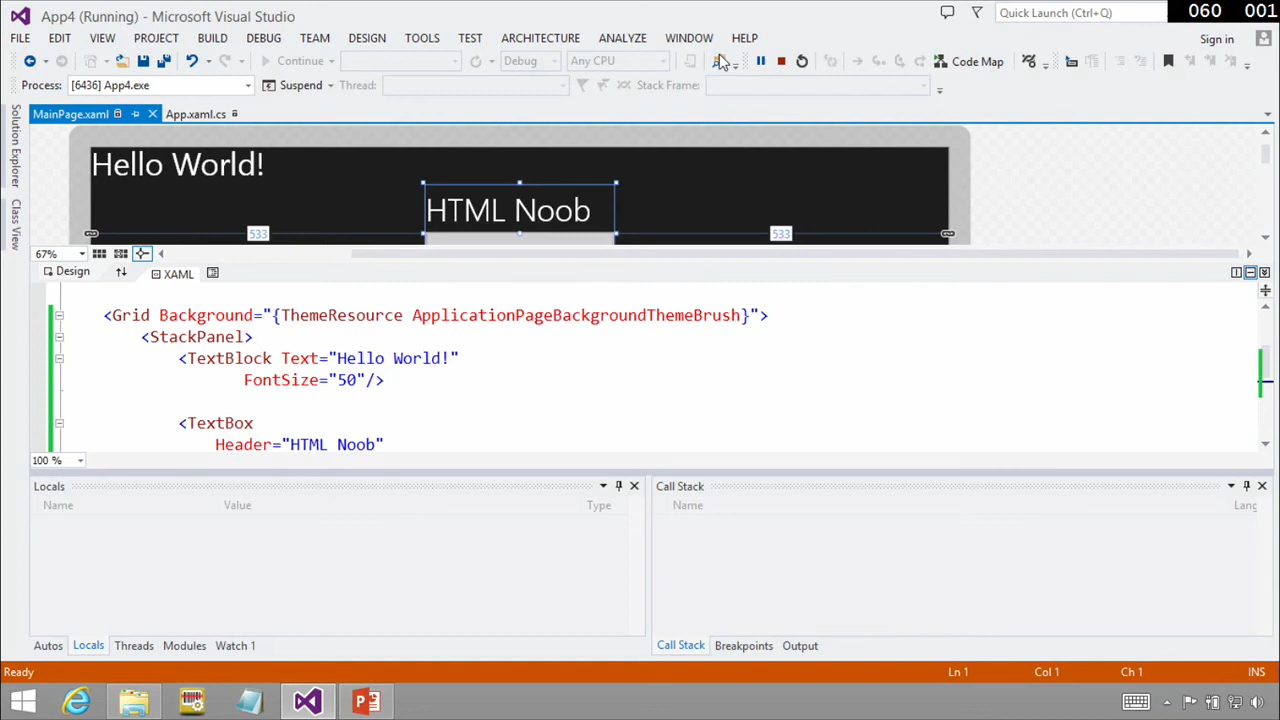 App4 (Running) - Microsoft Visual Studio
Quick Launch (Ctrl+Q)
060 001
FILE EDIT VIEW PROJECT BUILD DEBUG TEAM DESIGN TOOLS TEST ARCHITECTURE ANALYZE WINDOW HELP Sign in
Continue Debug Any CPU Code Map
Process: [6436] App4.exe Suspend Thread: Stack Frame:
MainPage.xaml App.xaml.cs
Solution Explorer
Class View
Hello World!
HTML Noob
533 533
67%
Design XAML
<Grid Background="{ThemeResource ApplicationPageBackgroundThemeBrush}">
<StackPanel>
<TextBlock Text="Hello World!"
FontSize="50"/>
<TextBox
Header="HTML Noob"
100 %
Locals Call Stack
Name Value Type Name Lang
Autos Locals Threads Modules Watch 1 Call Stack Breakpoints Output
Ready Ln 1 Col 1 Ch 1 INS